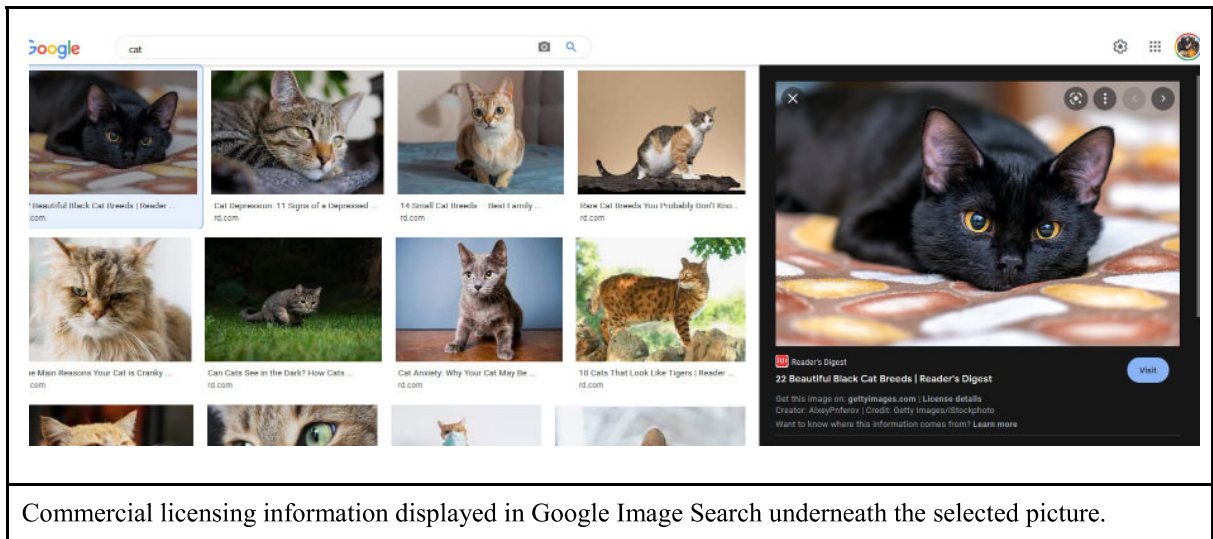 Google
cat
Beautiful Black Cat Breeds | Reader ...
.com
Cat Depression: 11 Signs of a Depressed ...
rd.com
14 Small Cat Breeds – Best Family ...
rd.com
Rare Cat Breeds You Probably Don't Kno...
rd.com
Main Reasons Your Cat is Cranky ...
.com
Can Cats See in the Dark? How Cats ...
rd.com
Cat Anxiety: Why Your Cat May Be ...
rd.com
10 Cats That Look Like Tigers | Reader ...
rd.com
Reader's Digest
22 Beautiful Black Cat Breeds | Reader's Digest
Visit
Get this image on: gettyimages.com | License details
Creator: AlxeyPnferov | Credit: Getty Images/iStockphoto
Want to know where this information comes from? Learn more
Commercial licensing information displayed in Google Image Search underneath the selected picture.